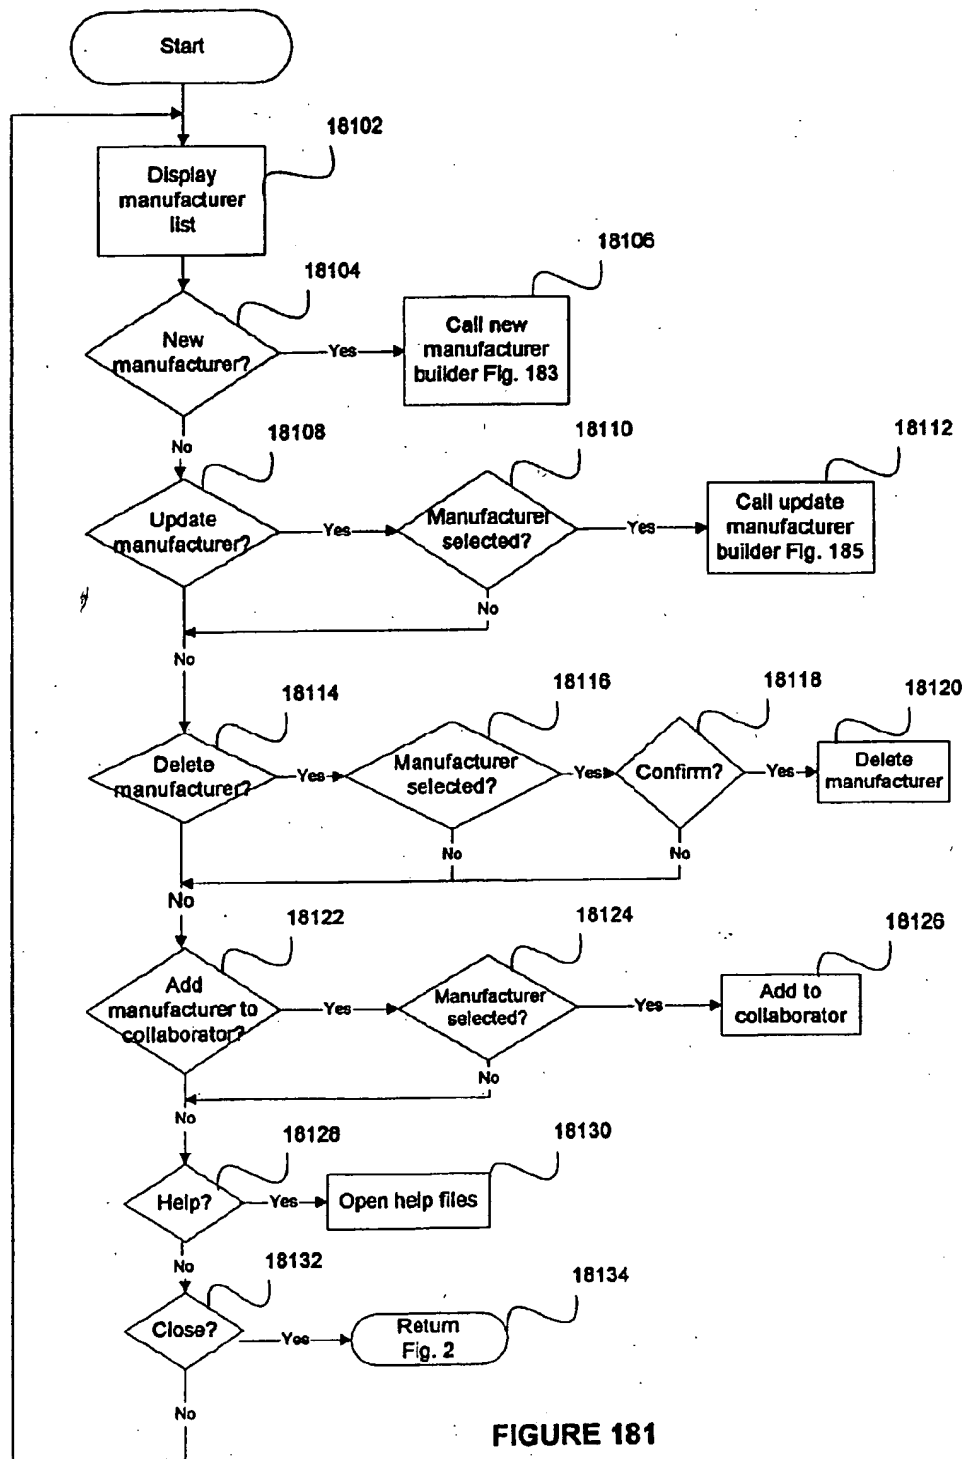 Start
18102
Display
manufacturer
list
18104
18106
New
manufacturer?
Yes
Call new
manufacturer
builder Fig. 183
No
18108
18110
18112
Update
manufacturer?
Yes
Manufacturer
selected?
Yes
Call update
manufacturer
builder Fig. 185
No
No
18114
18116
18118
18120
Delete
manufacturer?
Yes
Manufacturer
selected?
Yes
Confirm?
Yes
Delete
manufacturer
No
No
No
18122
18124
18126
Add
manufacturer to
collaborator?
Yes
Manufacturer
selected?
Yes
Add to
collaborator
No
No
18128
18130
Help?
Yes
Open help files
No
18132
18134
Close?
Yes
Return
Fig. 2
No
FIGURE 181